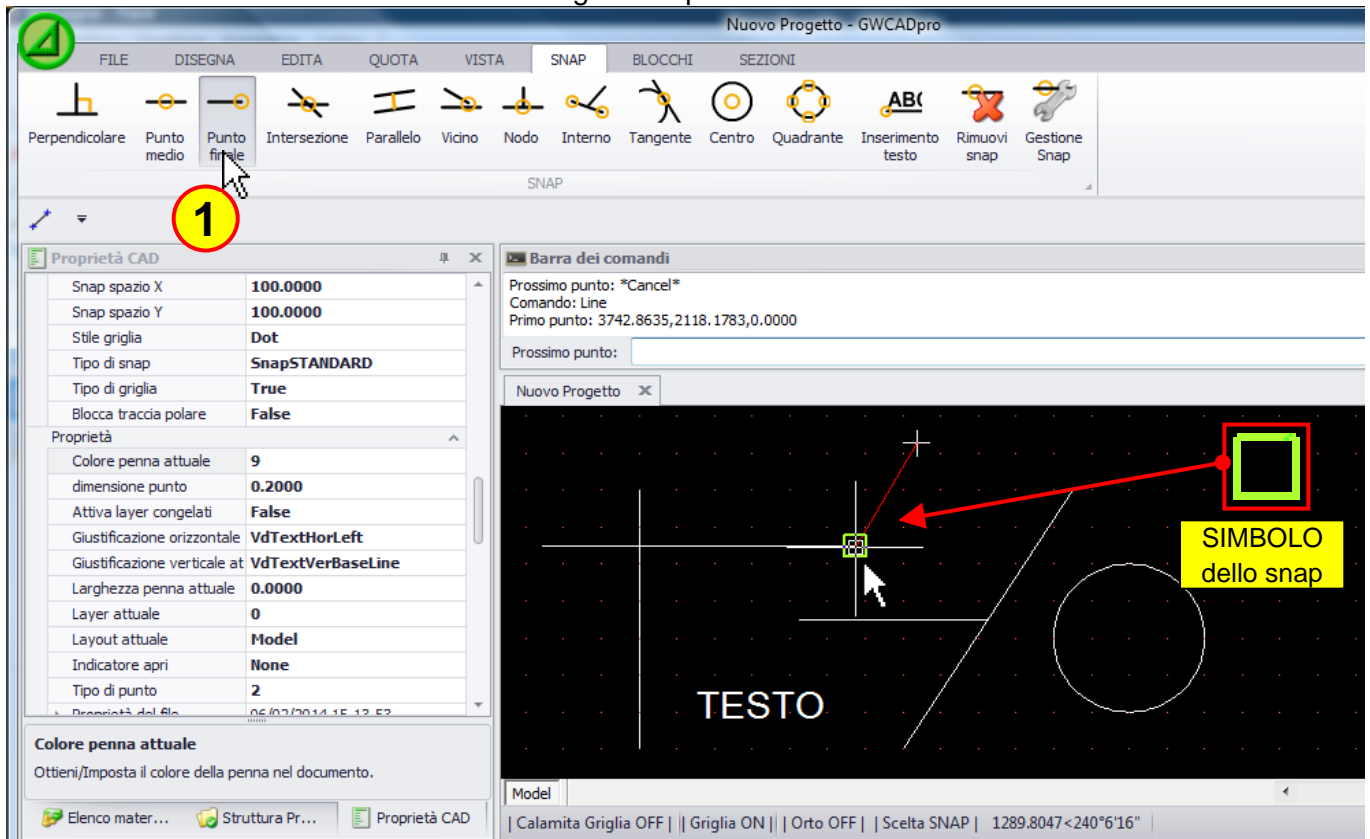 Nuovo Progetto - GWCADpro
FILE DISEGNA EDITA QUOTA VISTA SNAP BLOCCHI SEZIONI
Perpendicolare Punto medio Punto finale Intersezione Parallelo Vicino Nodo Interno Tangente Centro Quadrante Inserimento testo Rimuovi snap Gestione Snap
SNAP
1
Proprietà CAD
Snap spazio X 100.0000
Snap spazio Y 100.0000
Stile griglia Dot
Tipo di snap SnapSTANDARD
Tipo di griglia True
Blocca traccia polare False
Proprietà
Colore penna attuale 9
dimensione punto 0.2000
Attiva layer congelati False
Giustificazione orizzontale VdTextHorLeft
Giustificazione verticale at VdTextVerBaseLine
Larghezza penna attuale 0.0000
Layer attuale 0
Layout attuale Model
Indicatore apri None
Tipo di punto 2
Colore penna attuale
Ottieni/Imposta il colore della penna nel documento.
Elenco mater... Struttura Pr... Proprietà CAD
Barra dei comandi
Prossimo punto: *Cancel*
Comando: Line
Primo punto: 3742.8635,2118.1783,0.0000
Prossimo punto:
Nuovo Progetto
SIMBOLO
dello snap
TESTO
Model
| Calamita Griglia OFF | | Griglia ON | | Orto OFF | | Scelta SNAP | 1289.8047<240°6'16"